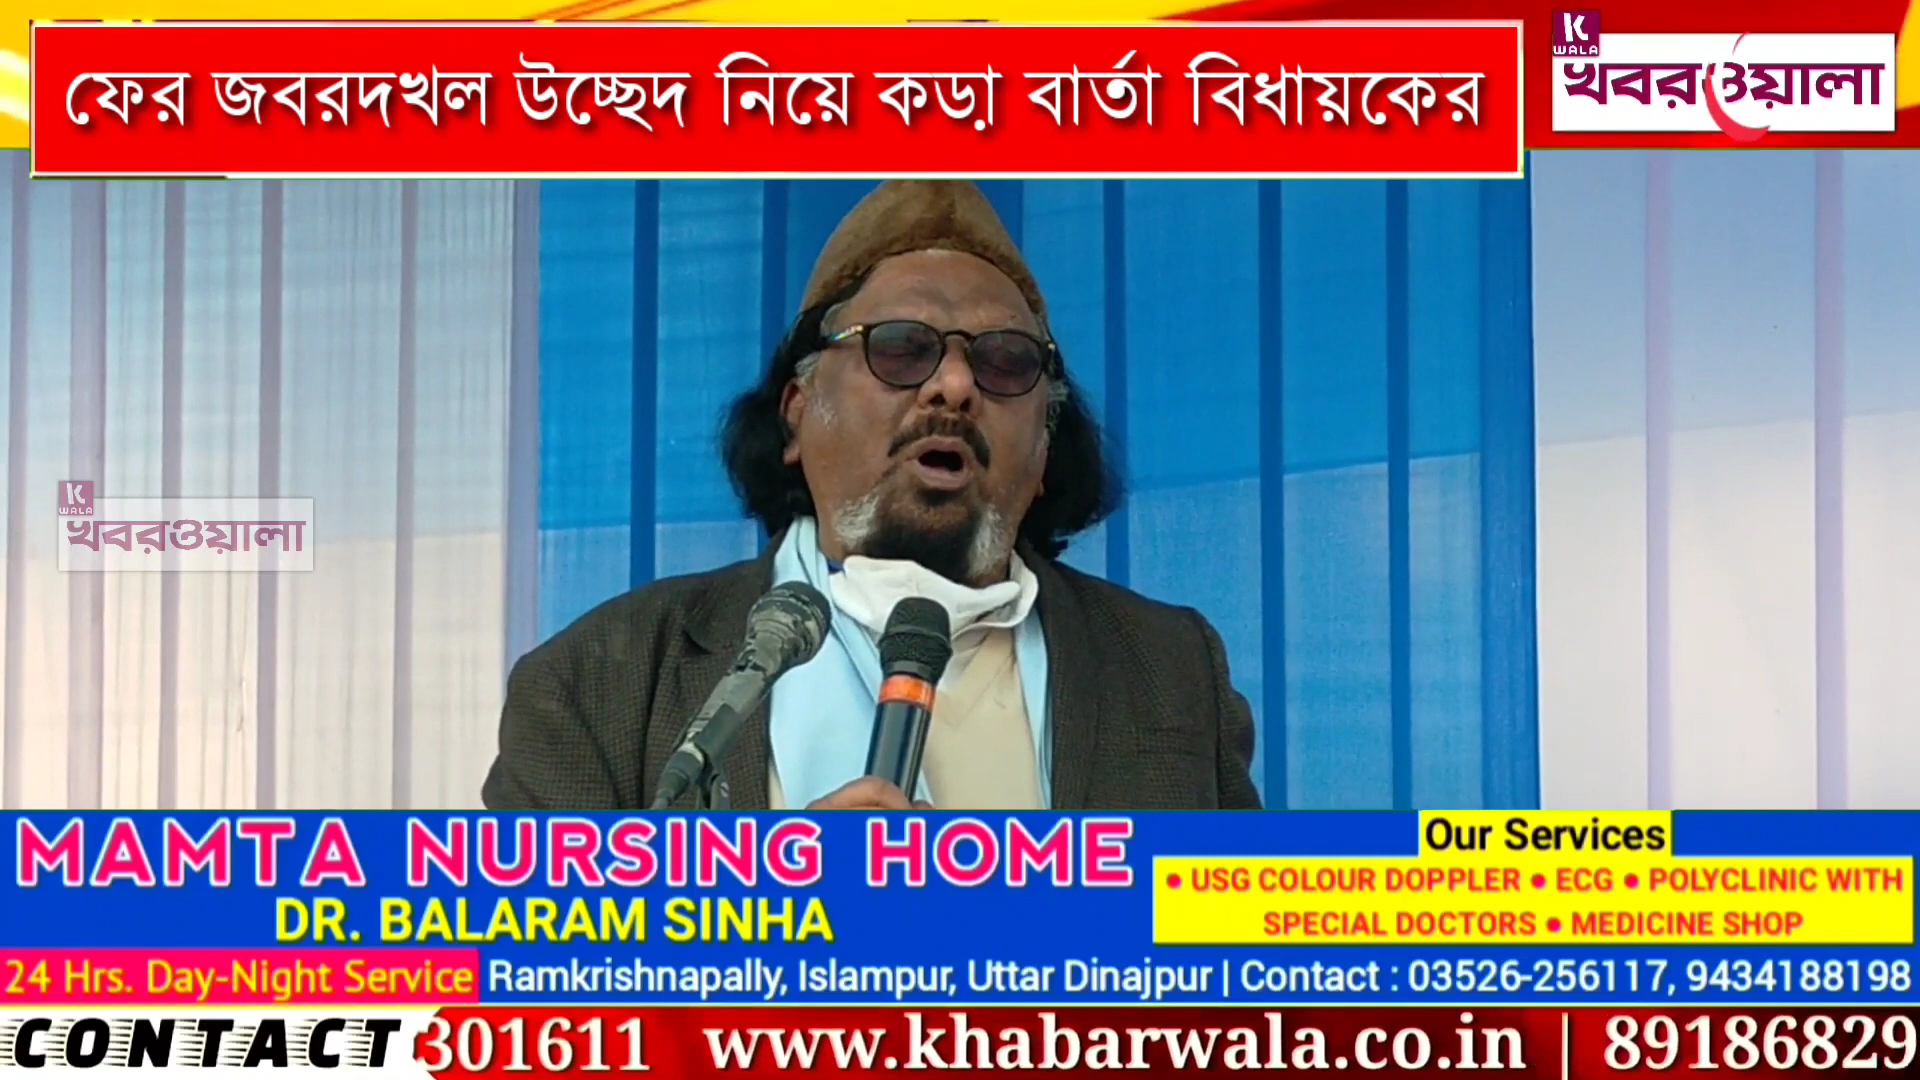 ফের জবরদখল উচ্ছেদ নিয়ে কড়া বার্তা বিধায়কের
K
WALA
খবরওয়ালা
K
WALA
খবরওয়ালা
MAMTA NURSING HOME
DR. BALARAM SINHA
Our Services
• USG COLOUR DOPPLER • ECG • POLYCLINIC WITH
SPECIAL DOCTORS • MEDICINE SHOP
24 Hrs. Day-Night Service Ramkrishnapally, Islampur, Uttar Dinajpur | Contact : 03526-256117, 9434188198
CONTACT 301611 www.khabarwala.co.in | 89186829